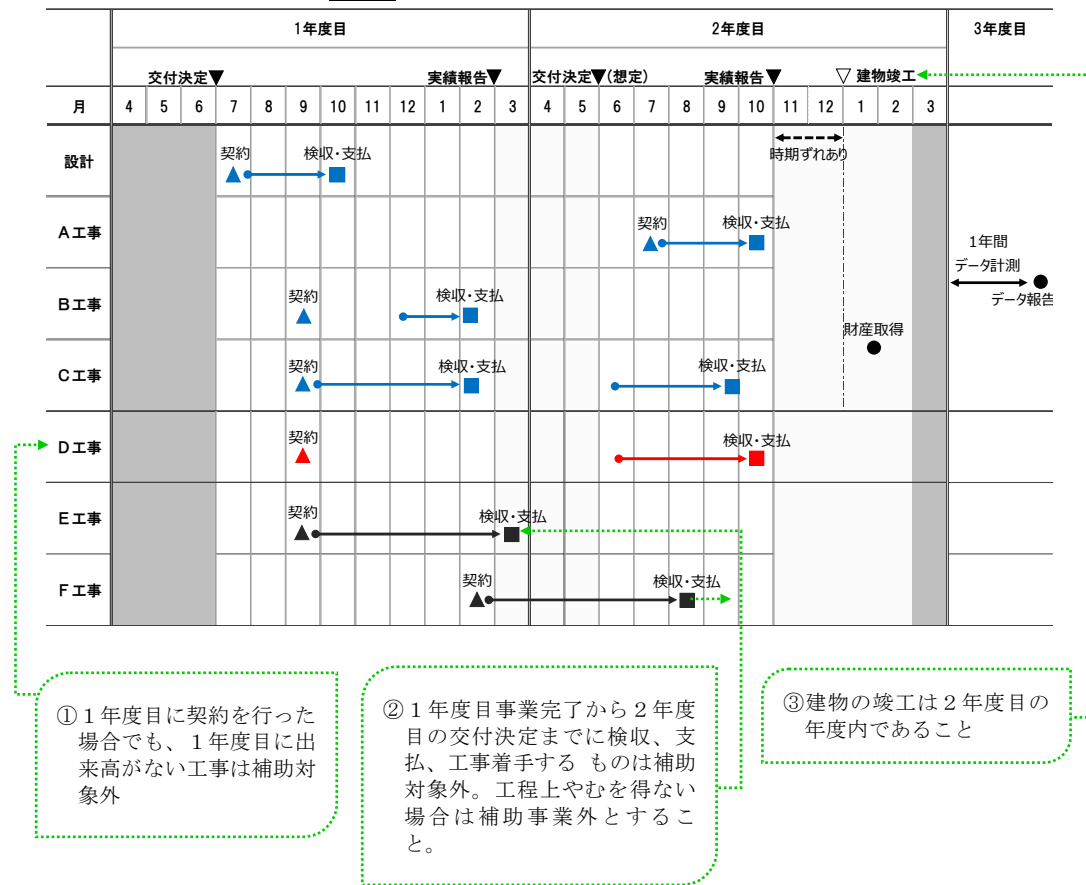 1年度目 2年度目 3年度目
交付決定▼ 実績報告▼ 交付決定▼(想定) 実績報告▼ ▽ 建物竣工
月 4 5 6 7 8 9 10 11 12 1 2 3 4 5 6 7 8 9 10 11 12 1 2 3
設計 契約 検収・支払 時期ずれあり
A工事 契約 検収・支払
1年間
データ計測
データ報告
B工事 契約 検収・支払
財産取得
C工事 契約 検収・支払 検収・支払
D工事 契約 検収・支払
E工事 契約 検収・支払
F工事 契約 検収・支払
①１年度目に契約を行った
場合でも、１年度目に出
来高がない工事は補助対
象外
②１年度目事業完了から２年度
目の交付決定までに検収、支
払、工事着手する ものは補助
対象外。工程上やむを得ない
場合は補助事業外とするこ
と。
③建物の竣工は２年度目の
年度内であること